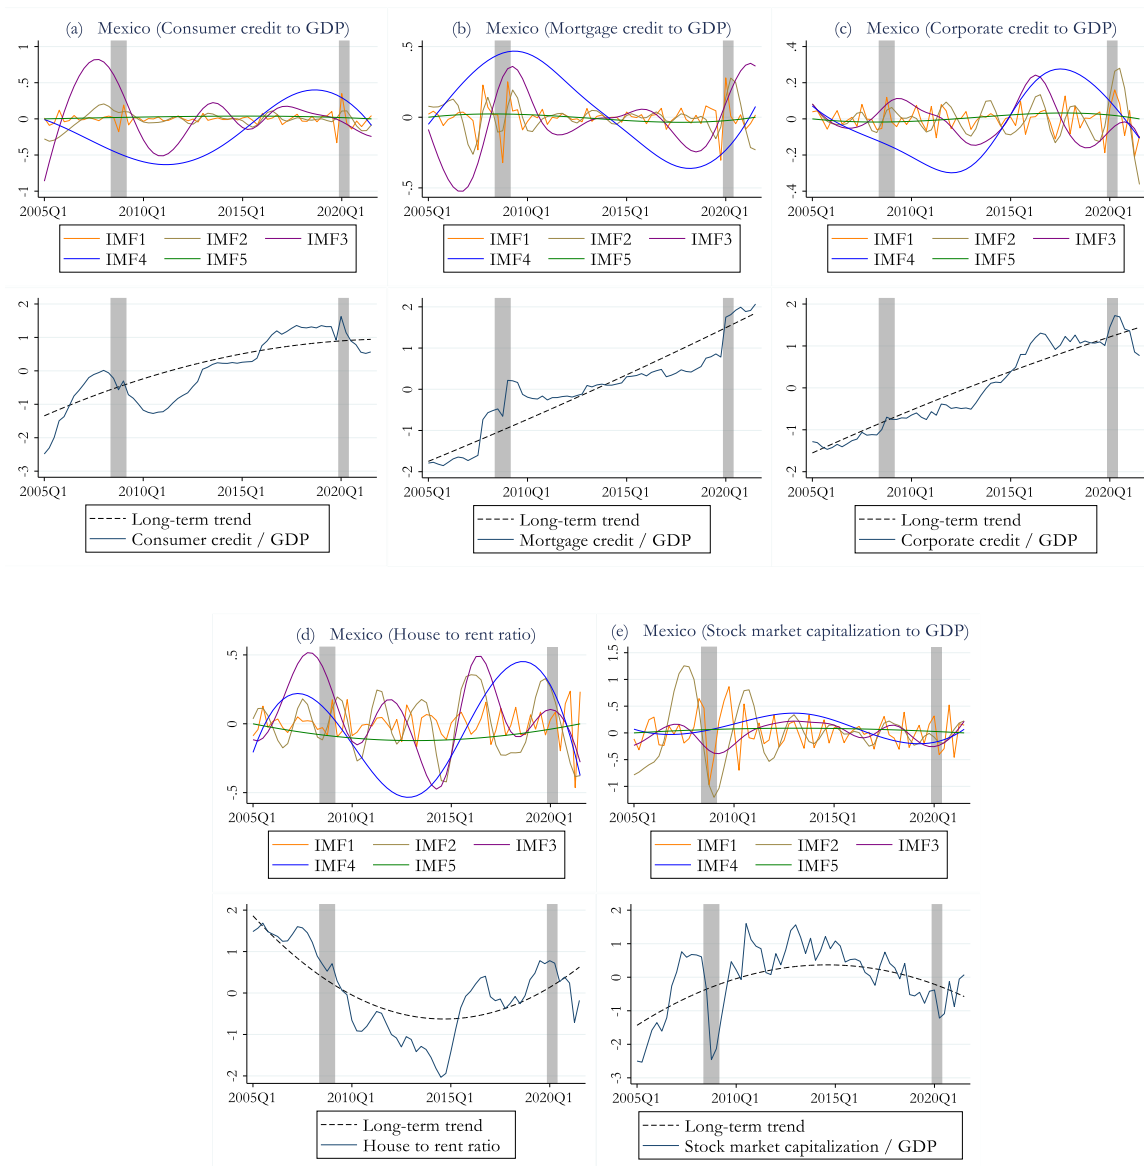 (a) Mexico (Consumer credit to GDP)
1
.5
0
-.5
-1
2005Q1 2010Q1 2015Q1 2020Q1
IMF1 IMF2 IMF3
IMF4 IMF5
2
1
0
-1
-2
-3
2005Q1 2010Q1 2015Q1 2020Q1
Long-term trend
Consumer credit / GDP
(b) Mexico (Mortgage credit to GDP)
.5
0
-.5
2005Q1 2010Q1 2015Q1 2020Q1
IMF1 IMF2 IMF3
IMF4 IMF5
2
1
0
-1
-2
2005Q1 2010Q1 2015Q1 2020Q1
Long-term trend
Mortgage credit / GDP
(c) Mexico (Corporate credit to GDP)
.4
.2
0
-.2
-.4
2005Q1 2010Q1 2015Q1 2020Q1
IMF1 IMF2 IMF3
IMF4 IMF5
2
1
0
-1
-2
2005Q1 2010Q1 2015Q1 2020Q1
Long-term trend
Corporate credit / GDP
(d) Mexico (House to rent ratio)
.5
0
-.5
2005Q1 2010Q1 2015Q1 2020Q1
IMF1 IMF2 IMF3
IMF4 IMF5
2
1
0
-1
-2
2005Q1 2010Q1 2015Q1 2020Q1
Long-term trend
House to rent ratio
(e) Mexico (Stock market capitalization to GDP)
1.5
1
.5
0
-.5
-1
2005Q1 2010Q1 2015Q1 2020Q1
IMF1 IMF2 IMF3
IMF4 IMF5
2
1
0
-1
-2
-3
2005Q1 2010Q1 2015Q1 2020Q1
Long-term trend
Stock market capitalization / GDP